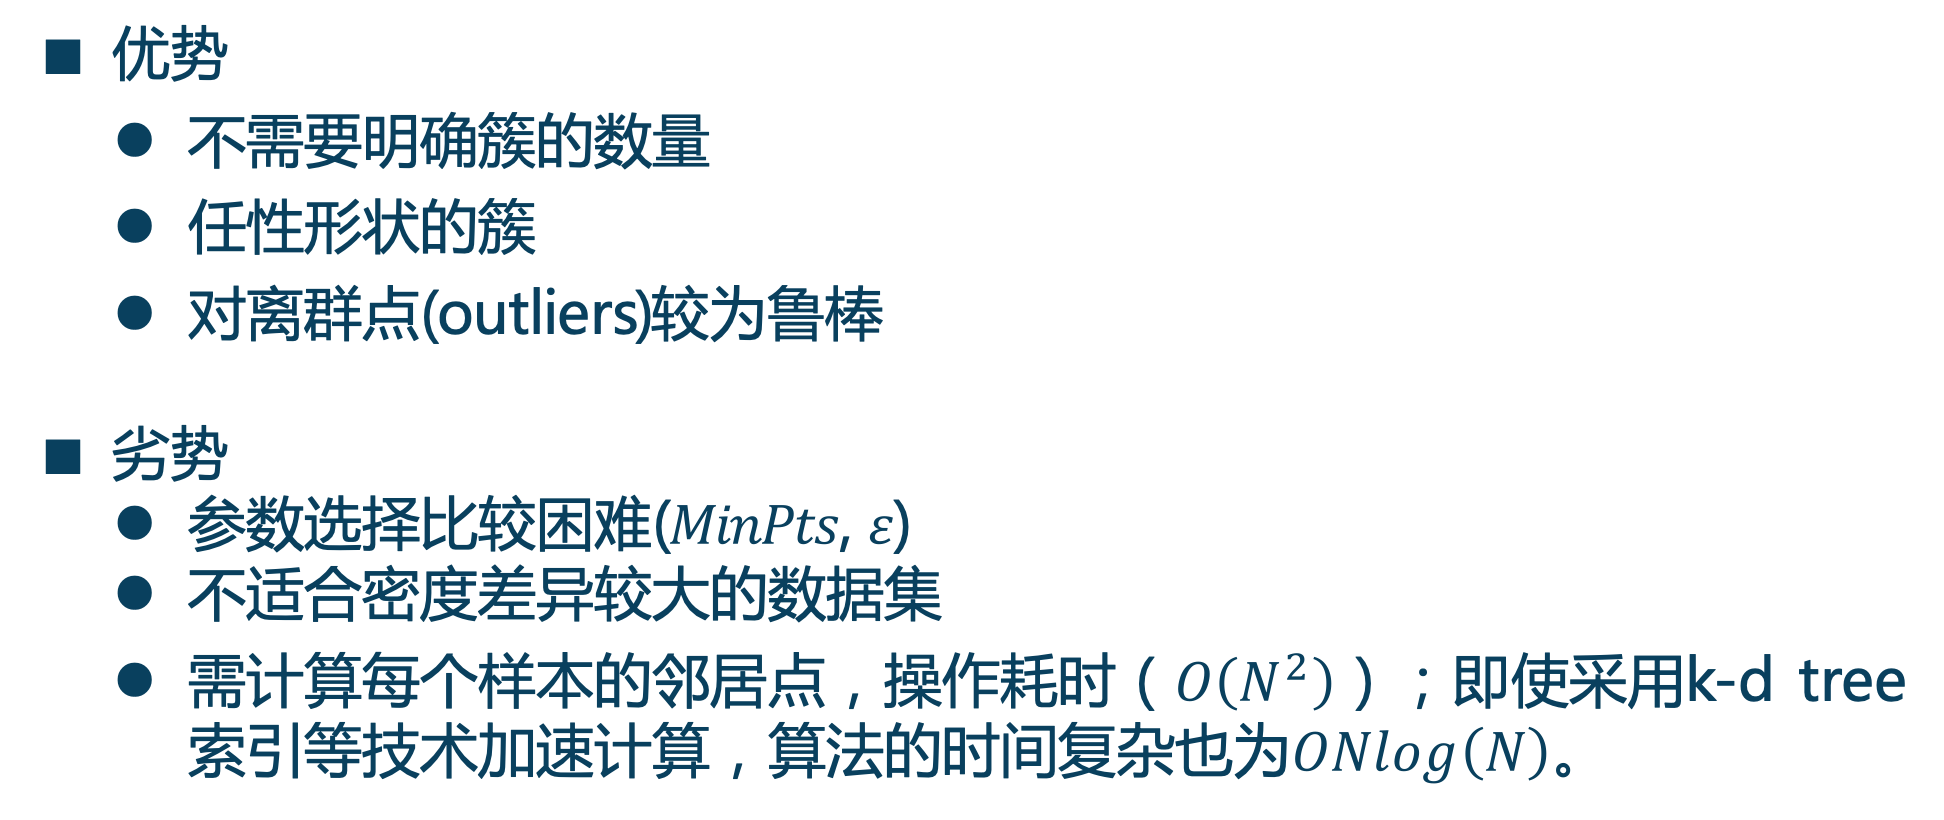 ■ 优势
● 不需要明确簇的数量
● 任性形状的簇
● 对离群点(outliers)较为鲁棒
■ 劣势
● 参数选择比较困难(MinPts, ε)
● 不适合密度差异较大的数据集
● 需计算每个样本的邻居点，操作耗时（O(N²)）；即使采用k-d tree
索引等技术加速计算，算法的时间复杂也为ONlog(N)。